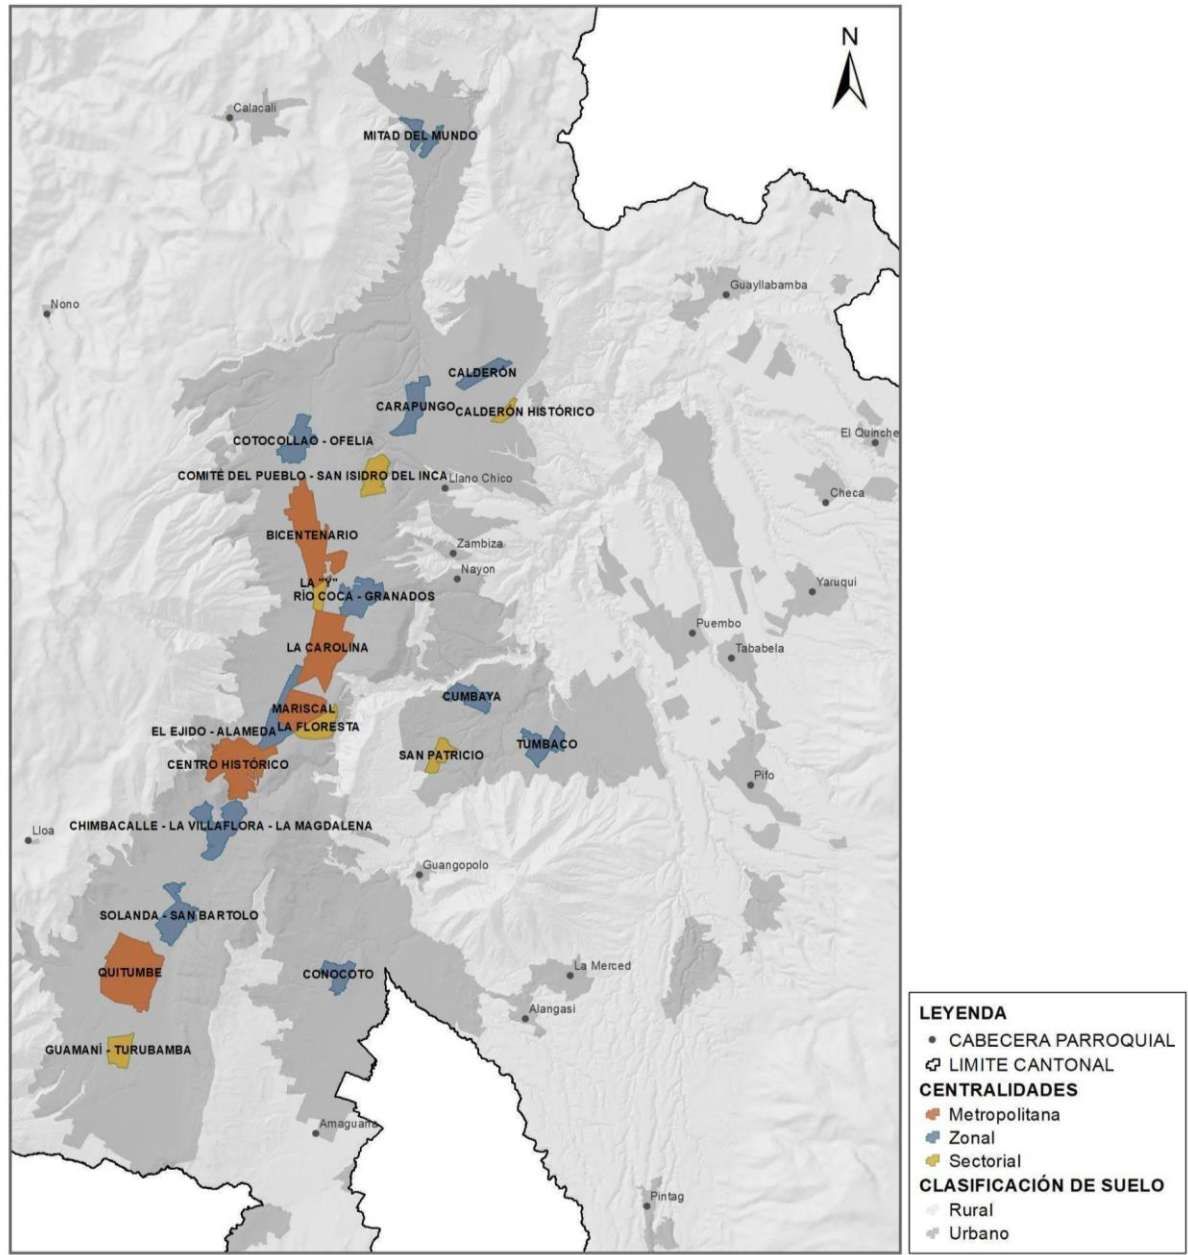 N
Calacali
MITAD DEL MUNDO
Guayllabamba
Nono
CALDERÓN
CARAPUNGO
CALDERÓN HISTÓRICO
El Quinche
COTOCOLLAO - OFELIA
COMITÉ DEL PUEBLO - SAN ISIDRO DEL INCA
Llano Chico
Checa
BICENTENARIO
Zambiza
Nayon
LA "Y"
Yaruqui
RÍO COCA - GRANADOS
Puembo
LA CAROLINA
Tababela
CUMBAYA
MARISCAL
LA FLORESTA
EL EJIDO - ALAMEDA
TUMBACO
SAN PATRICIO
CENTRO HISTÓRICO
Pifo
CHIMBACALLE - LA VILLAFLORA - LA MAGDALENA
Lloa
Guangopolo
SOLANDA - SAN BARTOLO
La Merced
QUITUMBE
CONOCOTO
Alangasi
GUAMANÍ - TURUBAMBA
Amaguaña
Pintag
LEYENDA
CABECERA PARROQUIAL
LIMITE CANTONAL
CENTRALIDADES
Metropolitana
Zonal
Sectorial
CLASIFICACIÓN DE SUELO
Rural
Urbano